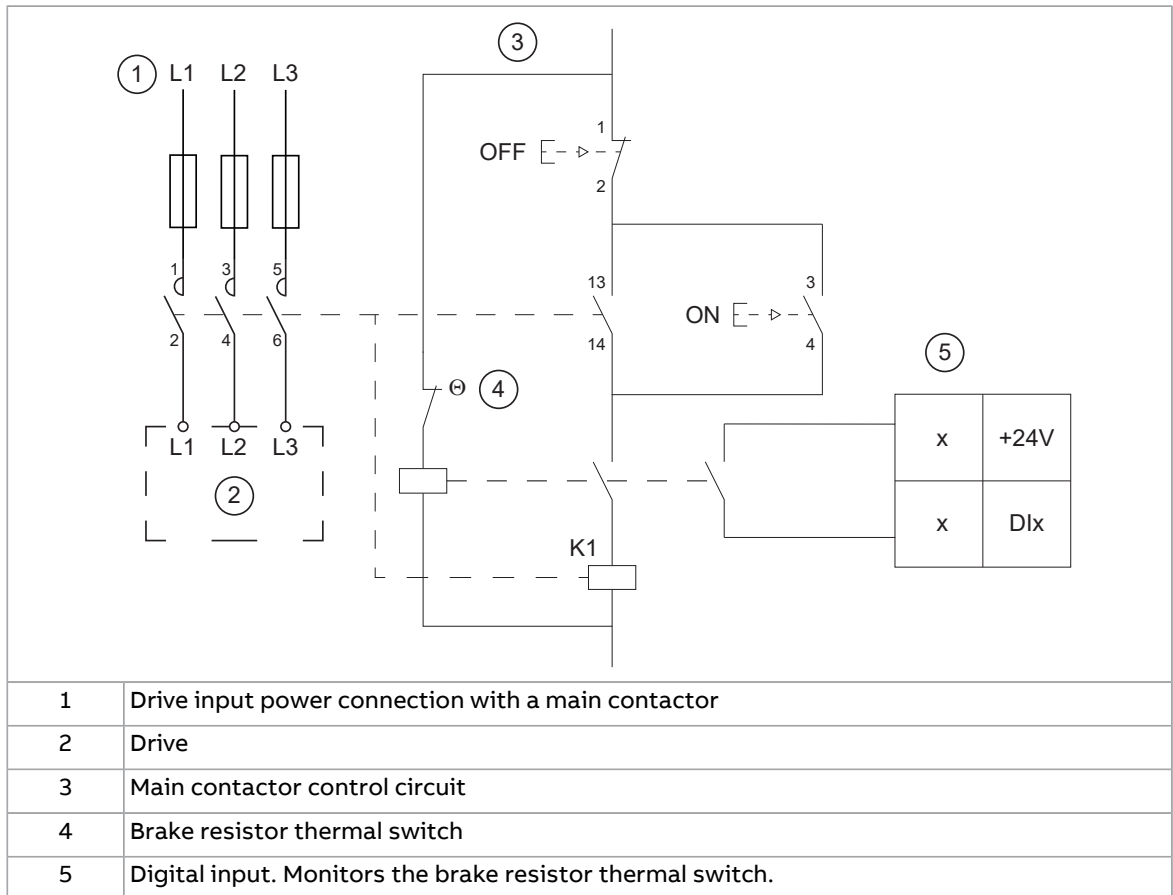 3
1 L1 L2 L3
1
OFF
2
1 3 5
13
3
ON
2 4 6
14
4
5
Θ 4
L1 L2 L3
x +24V
2
x DIx
K1
1 Drive input power connection with a main contactor
2 Drive
3 Main contactor control circuit
4 Brake resistor thermal switch
5 Digital input. Monitors the brake resistor thermal switch.